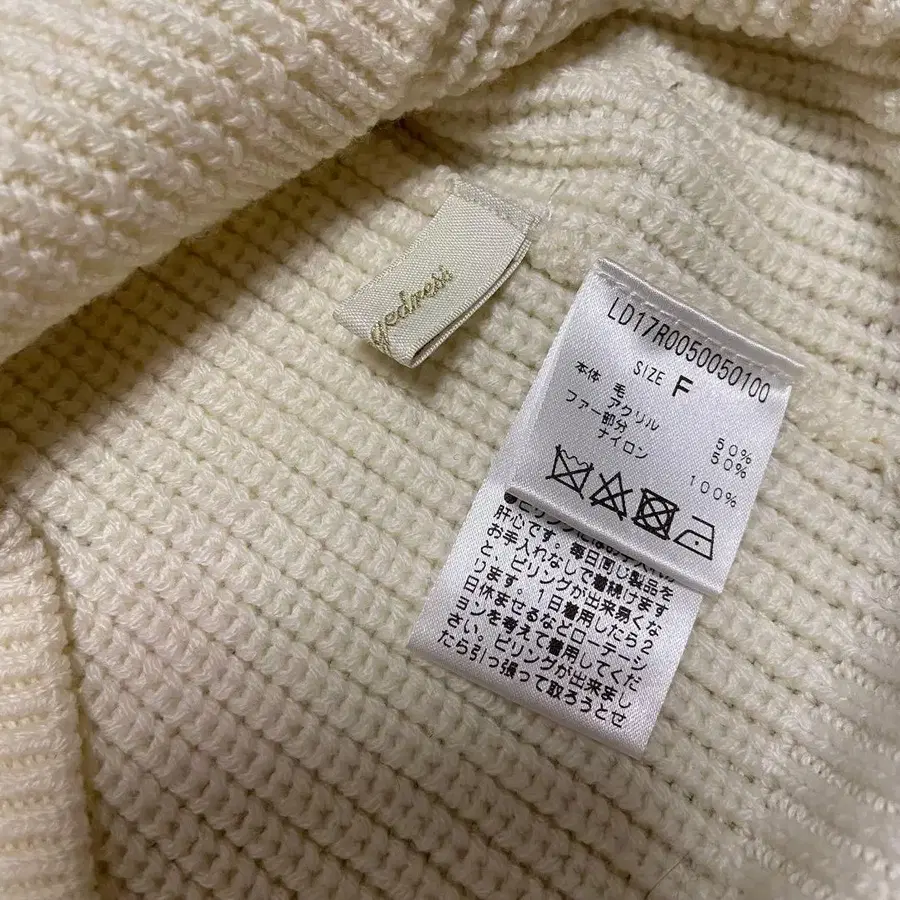 gedress
LD17R0050050100
SIZE F
本体 毛 50%
アクリル 50%
ファー部分
ナイロン 100%
肝心です。毎日同じ製品を
お手入れなしで着続けます
と、ピリングが出来易くな
ります。1日着用したら2
日休ませるなどローテーシ
ョンを考えて着用してくだ
さい。ピリングが出来まし
たら引っ張って取ろうとせ